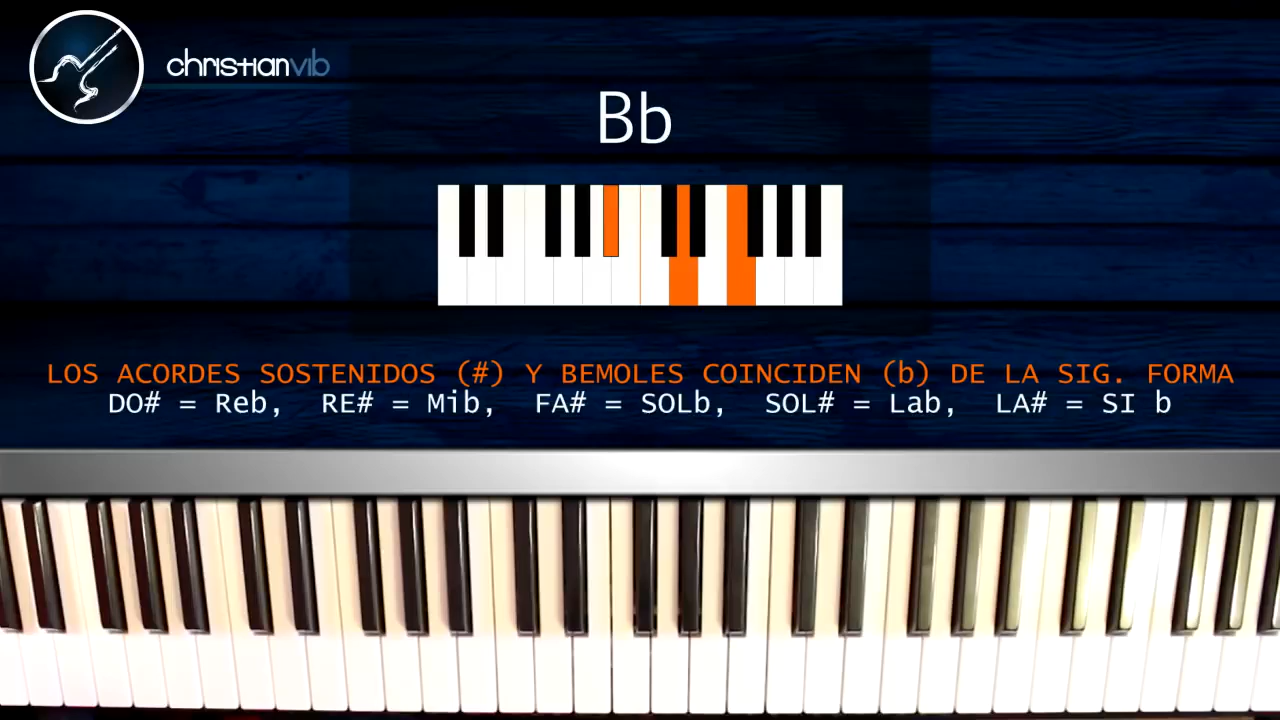 christianvib
Bb
LOS ACORDES SOSTENIDOS (#) Y BEMOLES COINCIDEN (b) DE LA SIG. FORMA
DO# = Reb, RE# = Mib, FA# = SOLb, SOL# = Lab, LA# = SI b